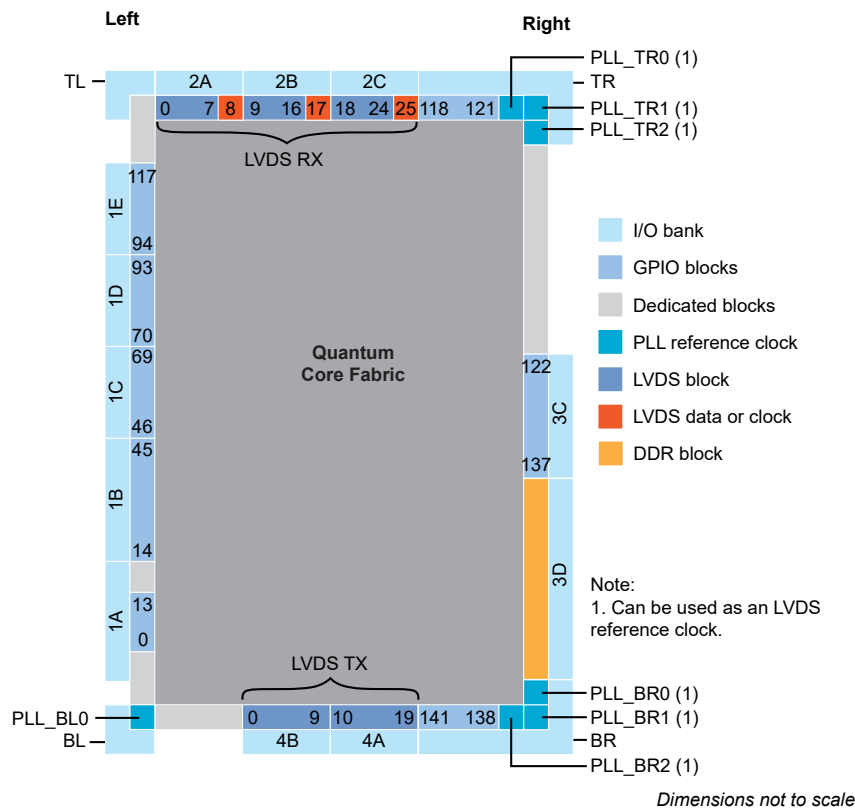 Left
Right
PLL_TR0 (1)
TL
2A
2B
2C
TR
0
7
8
9
16
17
18
24
25
118
121
PLL_TR1 (1)
PLL_TR2 (1)
LVDS RX
117
1E
94
93
1D
70
69
1C
46
45
1B
14
13
1A
0
Quantum
Core Fabric
122
3C
137
3D
I/O bank
GPIO blocks
Dedicated blocks
PLL reference clock
LVDS block
LVDS data or clock
DDR block
Note:
1. Can be used as an LVDS
reference clock.
LVDS TX
PLL_BR0 (1)
PLL_BL0
0
9
10
19
141
138
PLL_BR1 (1)
BL
4B
4A
BR
PLL_BR2 (1)
Dimensions not to scale